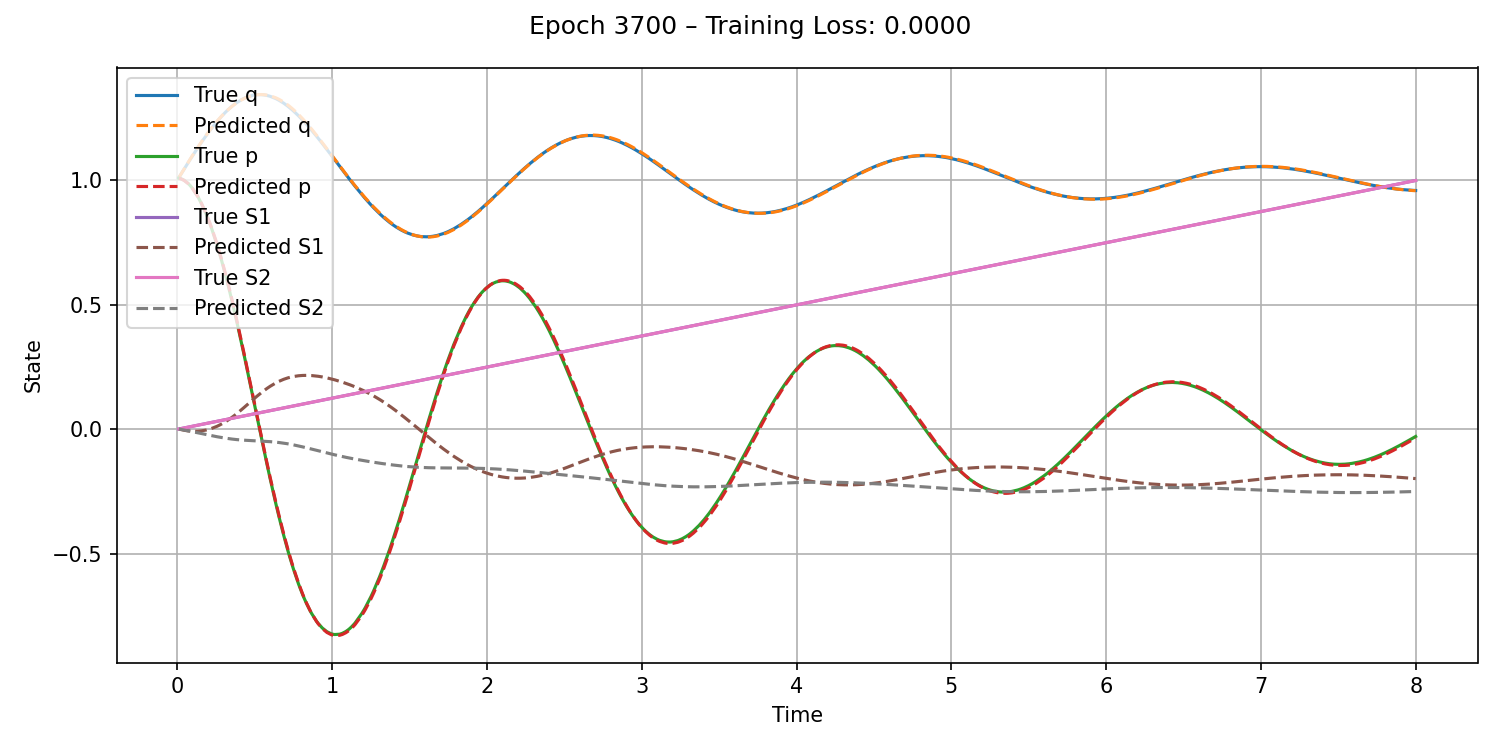 Epoch 3700 – Training Loss: 0.0000
True q
Predicted q
True p
Predicted p
True S1
Predicted S1
True S2
Predicted S2
1.0
0.5
0.0
−0.5
State
0 1 2 3 4 5 6 7 8
Time